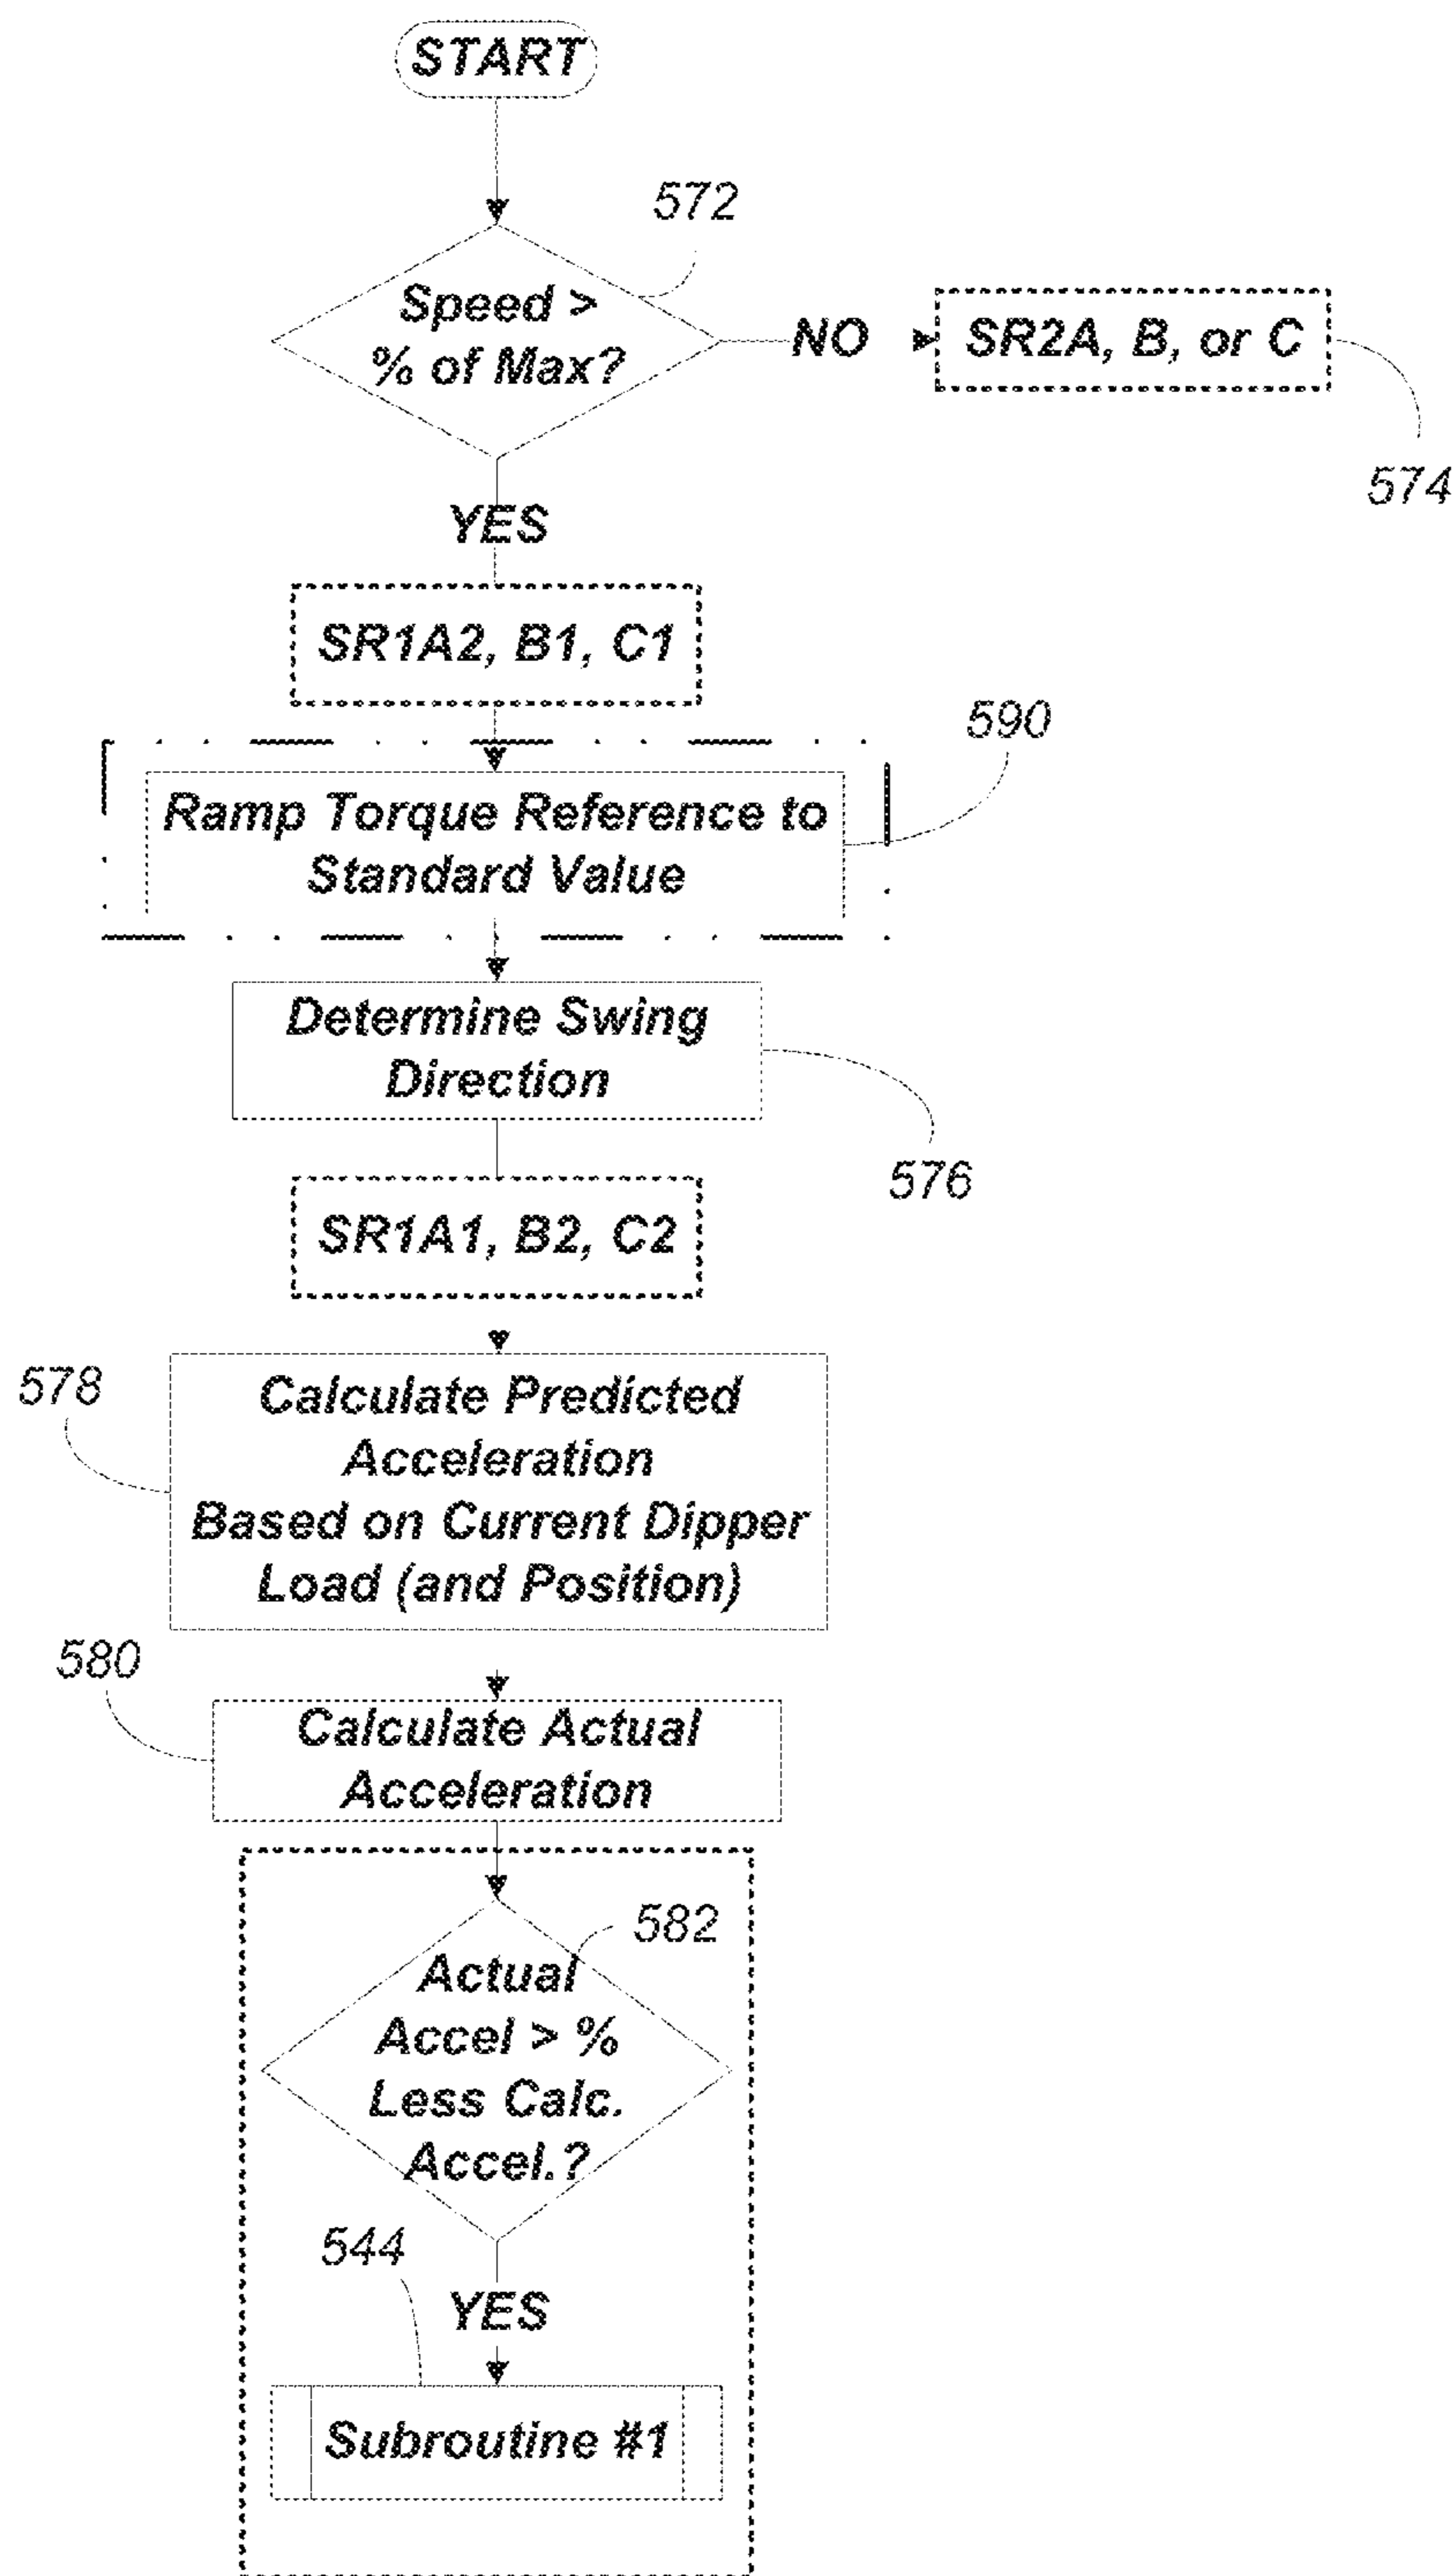 START
572
Speed >
% of Max?
NO
SR2A, B, or C
574
YES
SR1A2, B1, C1
590
Ramp Torque Reference to
Standard Value
Determine Swing
Direction
576
SR1A1, B2, C2
578
Calculate Predicted
Acceleration
Based on Current Dipper
Load (and Position)
580
Calculate Actual
Acceleration
582
Actual
Accel > %
Less Calc.
Accel.?
544
YES
Subroutine #1